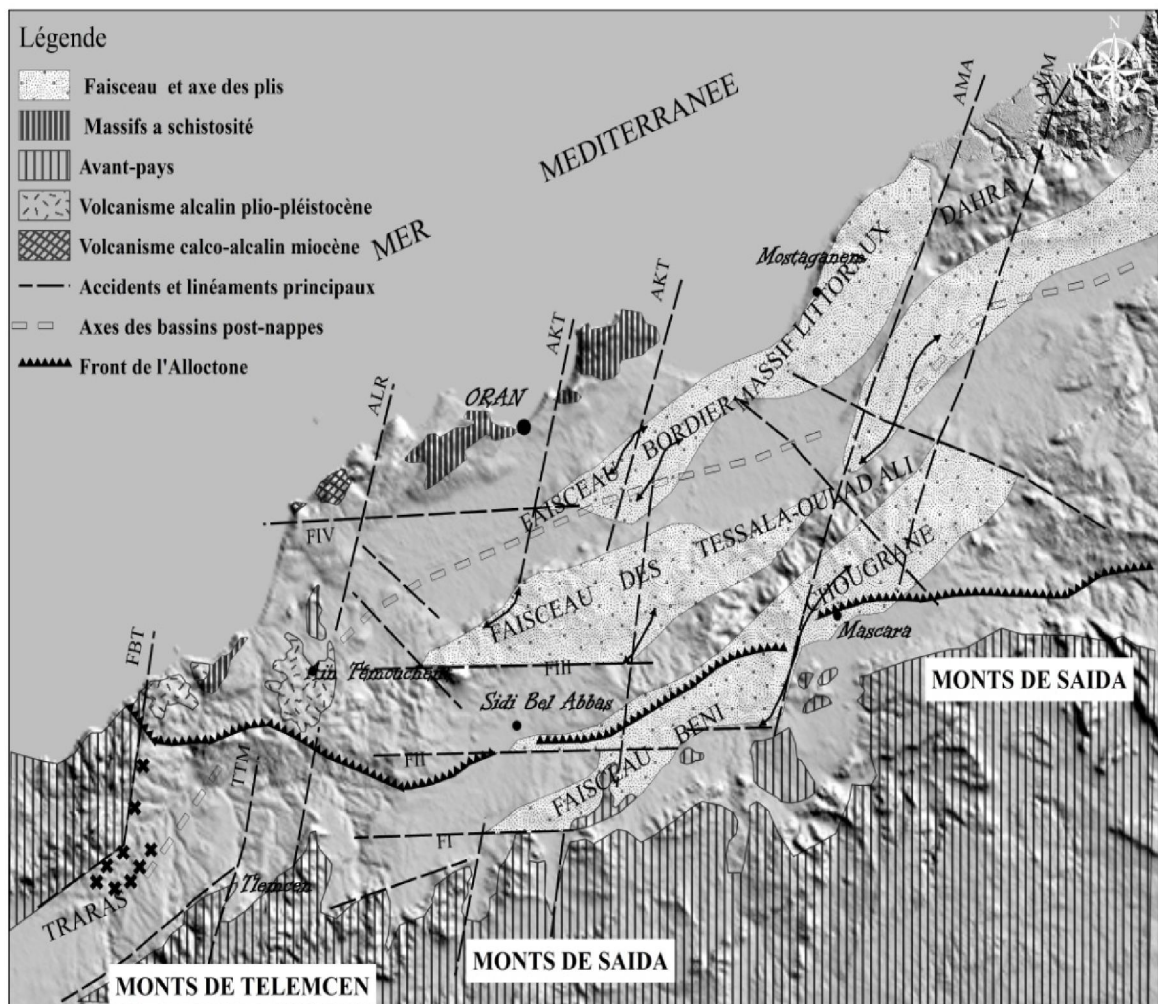 Légende
Faisceau et axe des plis
Massifs a schistosité
Avant-pays
Volcanisme alcalin plio-pléistocène
Volcanisme calco-alcalin miocène
Accidents et linéaments principaux
Axes des bassins post-nappes
Front de l'Alloctone
N
MER MEDITERRANEE
AMA
AMM
DAHRA
Mostaganem
AKT
AKT
ALR
ORAN
FAISCEAU BORDIER MASSIF LITTORAUX
FIV
FAISCEAU DES TESSALA-OULAD ALI
FAISCEAU BENI CHOUGRANE
Mascara
FBT
Ain Témouchent
FIII
Sidi Bel Abbas
MONTS DE SAIDA
FII
TTM
FI
Tlemcen
TRARAS
MONTS DE SAIDA
MONTS DE TELEMCEN